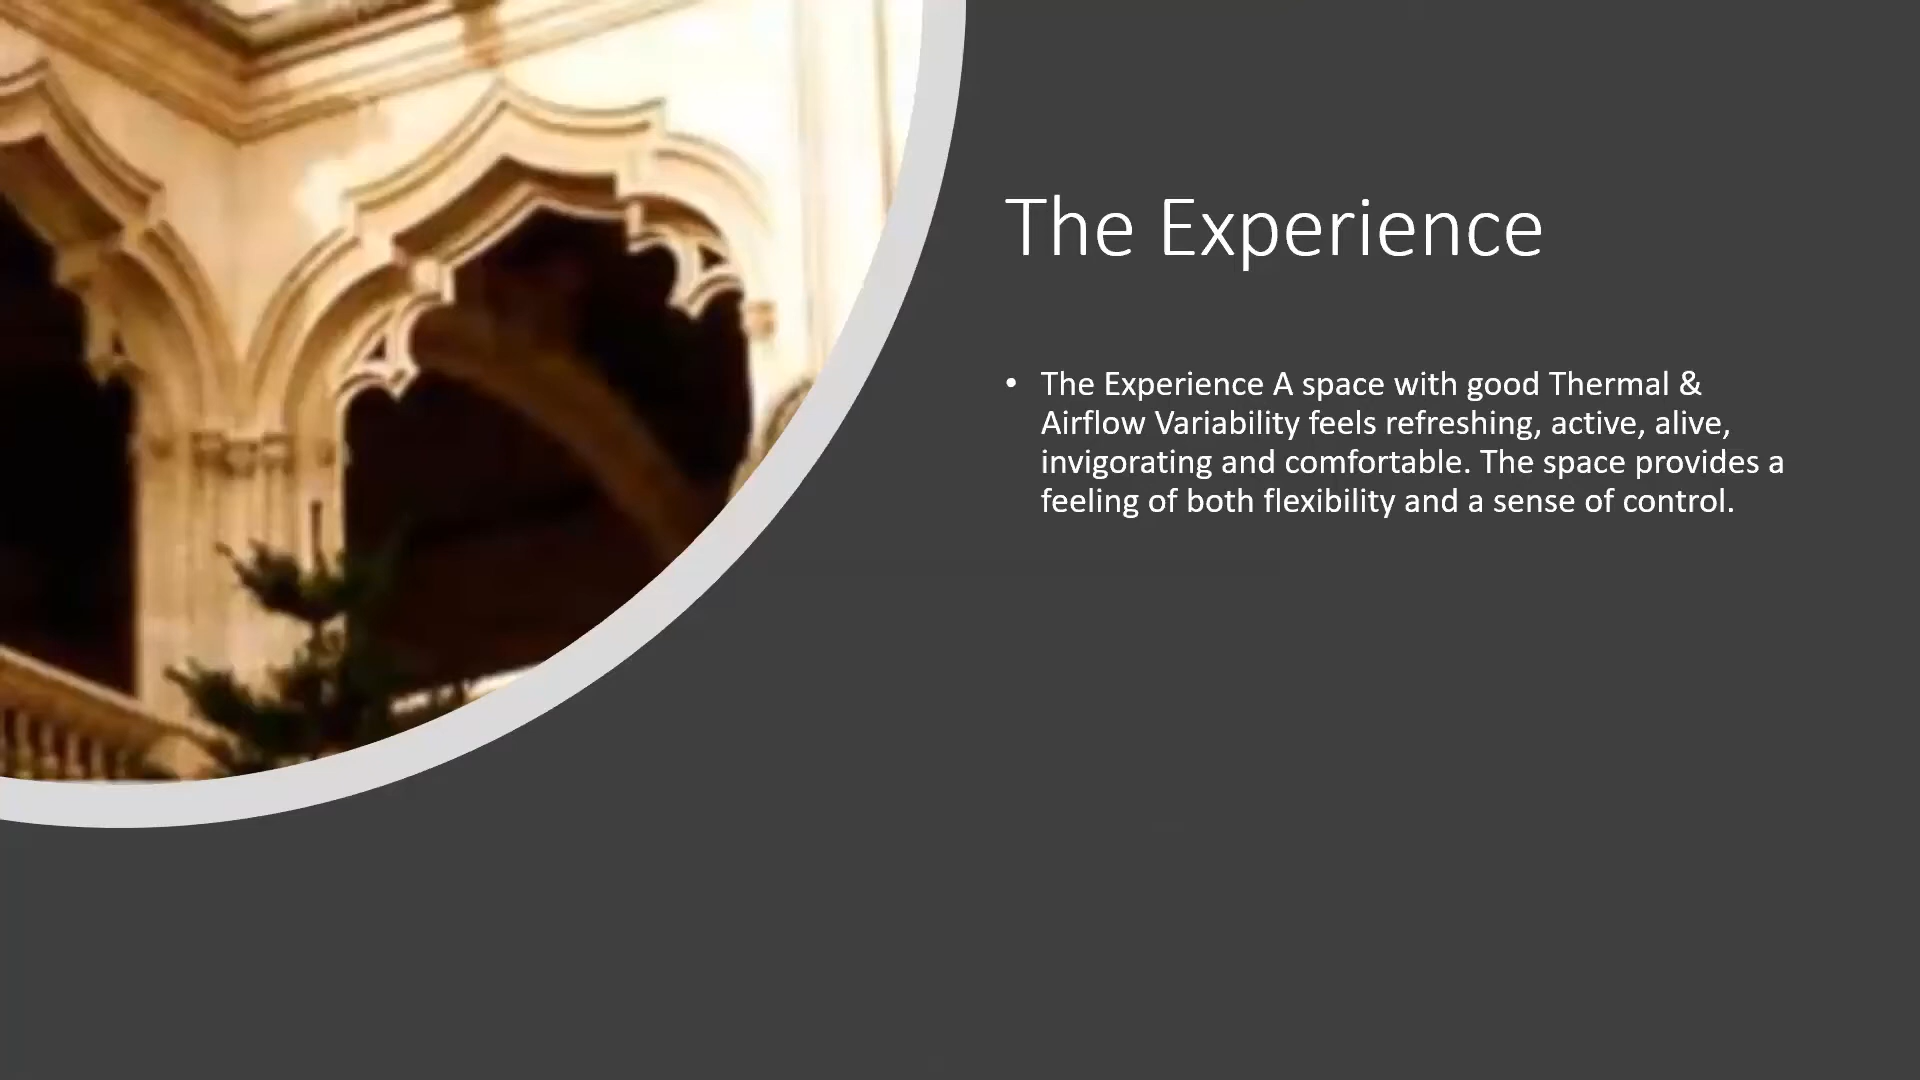 The Experience
• The Experience A space with good Thermal &
Airflow Variability feels refreshing, active, alive,
invigorating and comfortable. The space provides a
feeling of both flexibility and a sense of control.